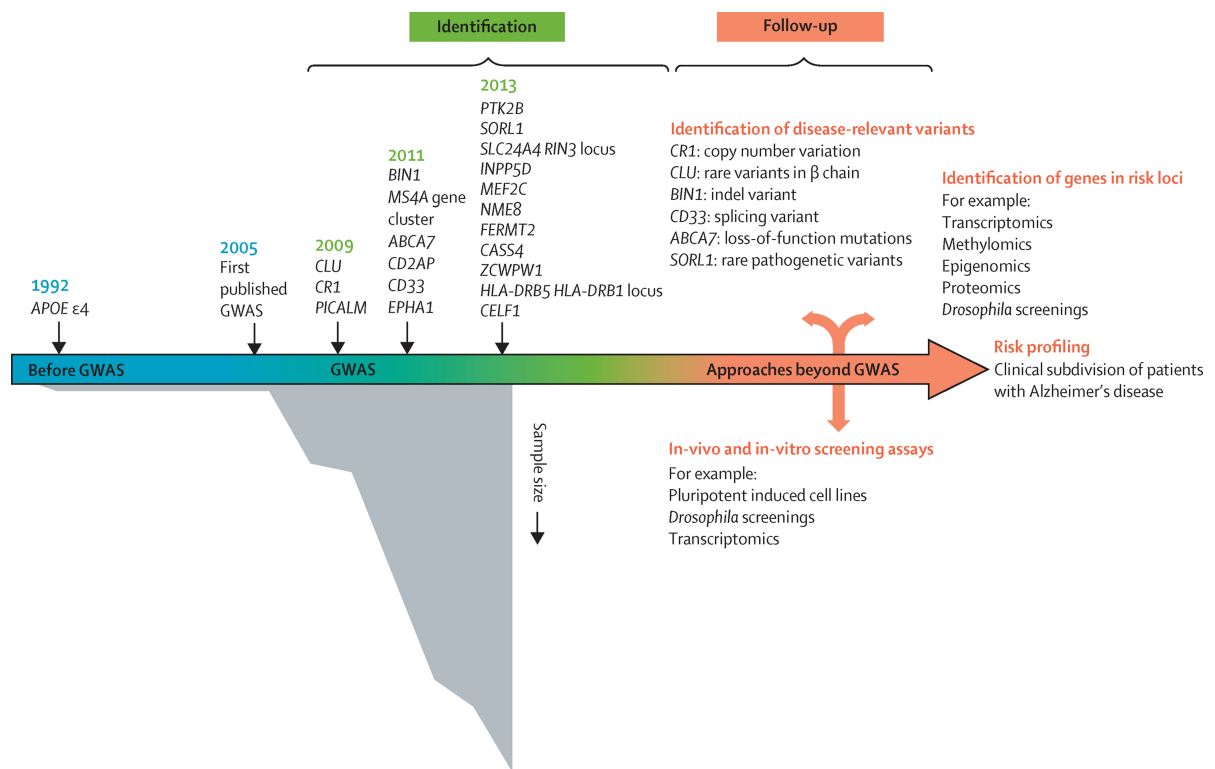 Identification
Follow-up
1992
APOE ε4
2005
First
published
GWAS
2009
CLU
CR1
PICALM
2011
BIN1
MS4A gene
cluster
ABCA7
CD2AP
CD33
EPHA1
2013
PTK2B
SORL1
SLC24A4 RIN3 locus
INPP5D
MEF2C
NME8
FERMT2
CASS4
ZCWPW1
HLA-DRB5 HLA-DRB1 locus
CELF1
Identification of disease-relevant variants
CR1: copy number variation
CLU: rare variants in β chain
BIN1: indel variant
CD33: splicing variant
ABCA7: loss-of-function mutations
SORL1: rare pathogenetic variants
Identification of genes in risk loci
For example:
Transcriptomics
Methylomics
Epigenomics
Proteomics
Drosophila screenings
Before GWAS
GWAS
Approaches beyond GWAS
Risk profiling
Clinical subdivision of patients
with Alzheimer's disease
Sample size
In-vivo and in-vitro screening assays
For example:
Pluripotent induced cell lines
Drosophila screenings
Transcriptomics